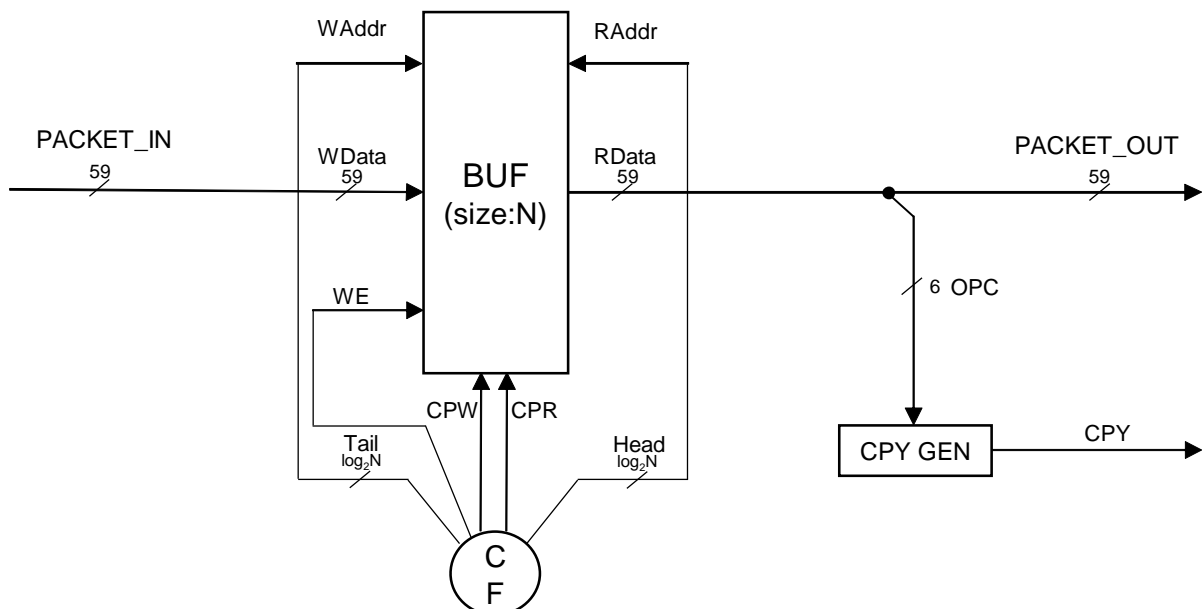 WAddr
RAddr
PACKET_IN
59
WData
59
BUF
(size:N)
RData
59
PACKET_OUT
59
WE
6 OPC
CPW
CPR
Tail
log₂N
Head
log₂N
CPY GEN
CPY
C
F